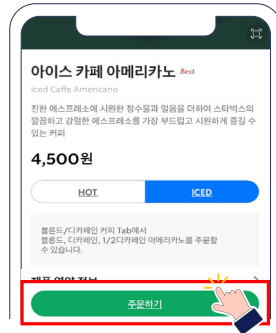 아이스 카페 아메리카노 Best
Iced Caffe Americano
진한 에스프레소에 시원한 정수물과 얼음을 더하여 스타벅스의
깔끔하고 강렬한 에스프레소를 가장 부드럽고 시원하게 즐길 수
있는 커피
4,500원
HOT ICED
블론드/디카페인 커피 Tab에서
블론드, 디카페인, 1/2디카페인 아메리카노를 주문할
수 있습니다.
제품 영양 정보
주문하기